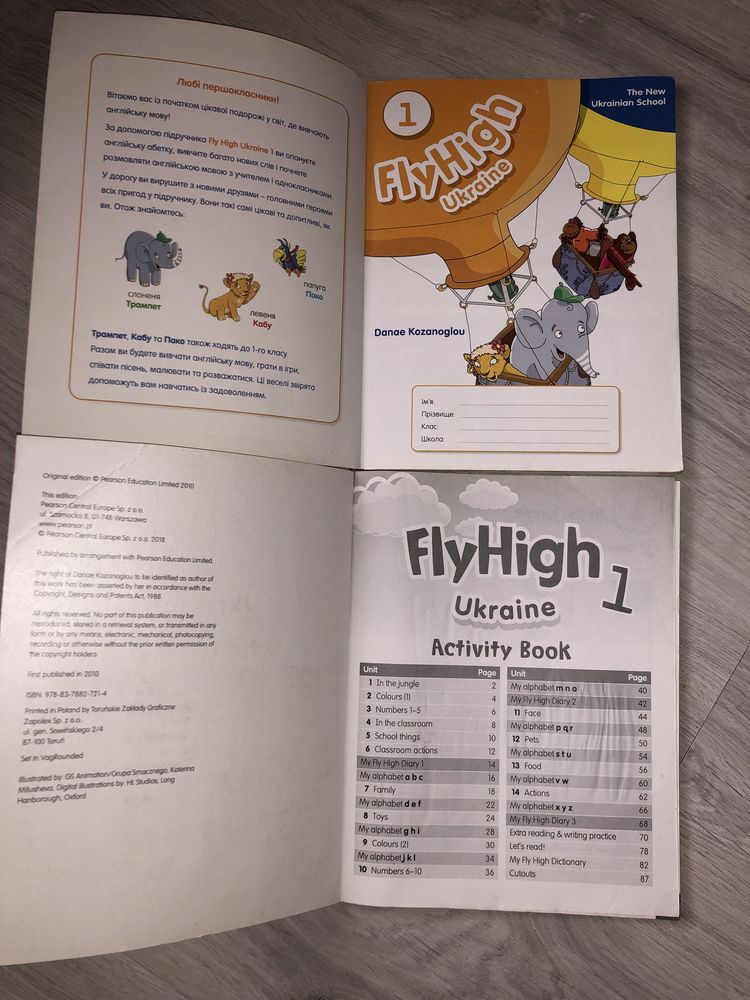 Любі першокласники!
Вітаємо вас із початком цікавої подорожі у світ, де вивчають
англійську мову!
За допомогою підручника Fly High Ukraine 1 ви опануєте
англійську абетку, вивчите багато нових слів і почнете
розмовляти англійською мовою з учителем і однокласниками.
У дорогу ви вирушите з новими друзями – головними героями
всіх пригод у підручнику. Вони такі самі цікаві та допитливі, як
ви. Отож знайомтесь:
слоненя
Трампет
левеня
Кабу
папуга
Пако
Трампет, Кабу та Пако також ходять до 1-го класу.
Разом ви будете вивчати англійську мову, грати в ігри,
співати пісень, малювати та розважатися. Ці веселі звірята
допоможуть вам навчатись із задоволенням.
1
FlyHigh
Ukraine
The New
Ukrainian School
Danae Kozanoglou
Ім'я:
Прізвище:
Клас:
Школа:
Original edition © Pearson Education Limited 2010
This edition
Pearson Central Europe Sp. z o.o.
ul. Szamocka 8, 01-748 Warszawa
www.pearson.pl
© Pearson Central Europe Sp. z o.o. 2018
Published by arrangement with Pearson Education Limited.
The right of Danae Kozanoglou to be identified as author of
this work has been asserted by her in accordance with the
Copyright, Designs and Patents Act, 1988.
All rights reserved. No part of this publication may be
reproduced, stored in a retrieval system, or transmitted in any
form or by any means, electronic, mechanical, photocopying,
recording or otherwise without the prior written permission of
the copyright holders.
First published in 2010
ISBN: 978-83-7882-721-4
Printed in Poland by Toruńskie Zakłady Graficzne
Zapolex Sp. z o.o.
ul. gen. Sowińskiego 2/4
87-100 Toruń
Set in VagRounded
Illustrated by: GS Animation/Grupa Smacznego, Katerina
Milusheva, Digital illustrations by: HL Studios, Long
Hanborough, Oxford
FlyHigh 1
Ukraine
Activity Book
Unit Page
1 In the jungle 2
2 Colours (1) 4
3 Numbers 1–5 6
4 In the classroom 8
5 School things 10
6 Classroom actions 12
My Fly High Diary 1 14
My alphabet a b c 16
7 Family 18
My alphabet d e f 22
8 Toys 24
My alphabet g h i 28
9 Colours (2) 30
My alphabet j k l 34
10 Numbers 6–10 36
Unit Page
My alphabet m n o 40
My Fly High Diary 2 42
11 Face 44
My alphabet p q r 48
12 Pets 50
My alphabet s t u 54
13 Food 56
My alphabet v w 60
14 Actions 62
My alphabet x y z 66
My Fly High Diary 3 68
Extra reading & writing practice 70
Let's read! 78
My Fly High Dictionary 82
Cutouts 87